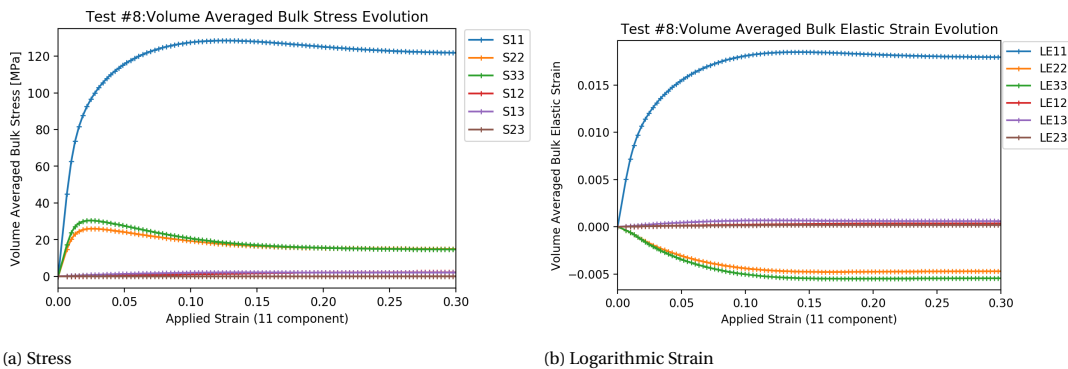 Test #8:Volume Averaged Bulk Stress Evolution
Volume Averaged Bulk Stress [MPa]
120
100
80
60
40
20
0
0.00 0.05 0.10 0.15 0.20 0.25 0.30
Applied Strain (11 component)
S11
S22
S33
S12
S13
S23
(a) Stress
Test #8:Volume Averaged Bulk Elastic Strain Evolution
Volume Averaged Bulk Elastic Strain
0.015
0.010
0.005
0.000
−0.005
0.00 0.05 0.10 0.15 0.20 0.25 0.30
Applied Strain (11 component)
LE11
LE22
LE33
LE12
LE13
LE23
(b) Logarithmic Strain